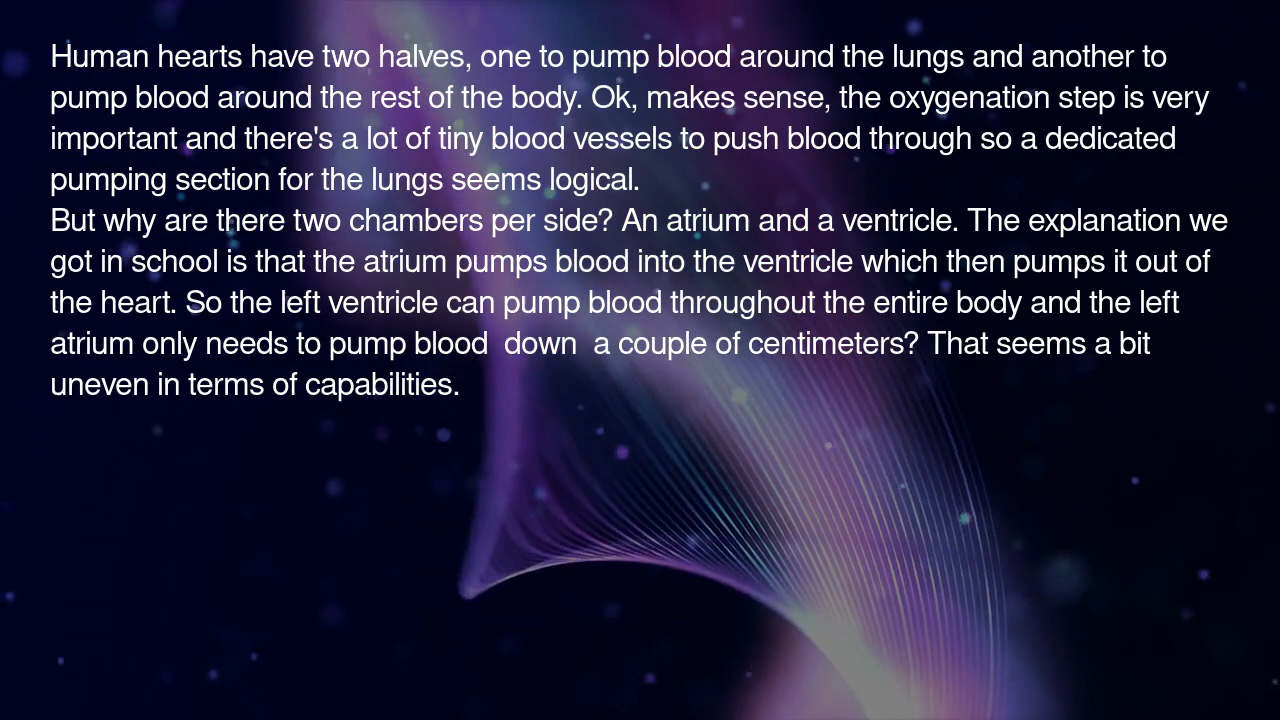 Human hearts have two halves, one to pump blood around the lungs and another to
pump blood around the rest of the body. Ok, makes sense, the oxygenation step is very
important and there's a lot of tiny blood vessels to push blood through so a dedicated
pumping section for the lungs seems logical.
But why are there two chambers per side? An atrium and a ventricle. The explanation we
got in school is that the atrium pumps blood into the ventricle which then pumps it out of
the heart. So the left ventricle can pump blood throughout the entire body and the left
atrium only needs to pump blood  down  a couple of centimeters? That seems a bit
uneven in terms of capabilities.